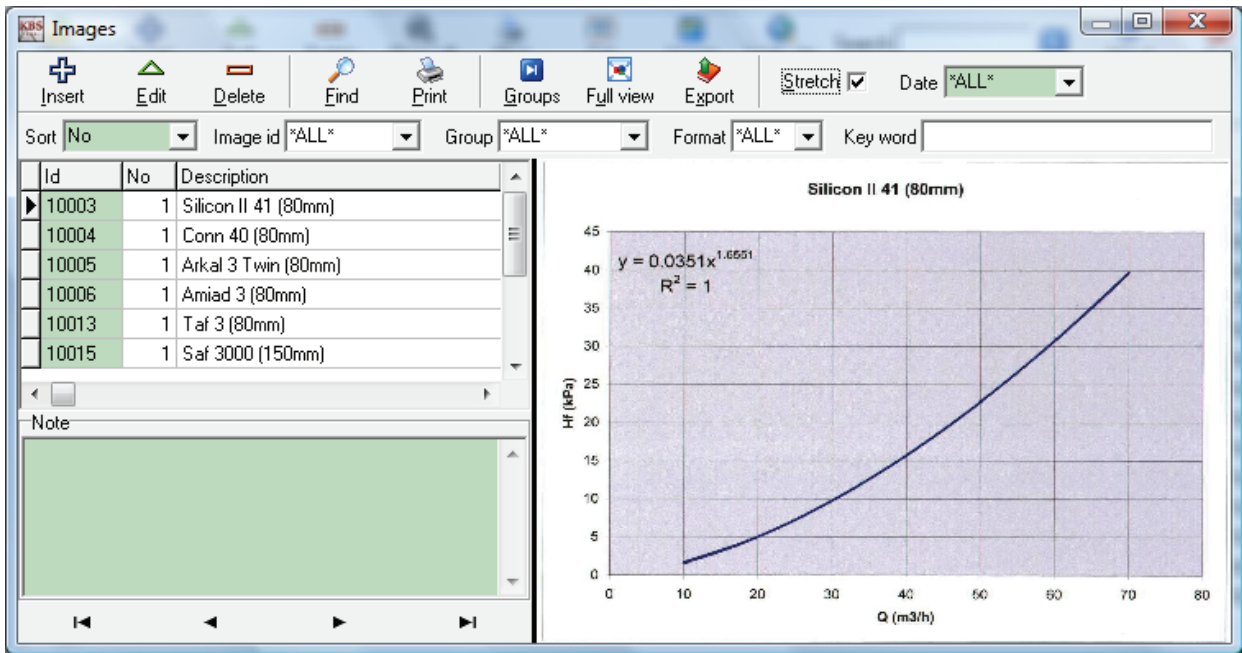 KBS Images
Insert Edit Delete Find Print Groups Full view Export Stretch Date *ALL*
Sort No Image id *ALL* Group *ALL* Format *ALL* Key word
Id No Description
10003 1 Silicon II 41 (80mm)
10004 1 Conn 40 (80mm)
10005 1 Arkal 3 Twin (80mm)
10006 1 Amiad 3 (80mm)
10013 1 Taf 3 (80mm)
10015 1 Saf 3000 (150mm)
Note
Silicon II 41 (80mm)
y = 0.0351x^1.6551
R² = 1
45
40
35
30
25
20
15
10
5
0
Hf (kPa)
0 10 20 30 40 50 60 70 80
Q (m3/h)